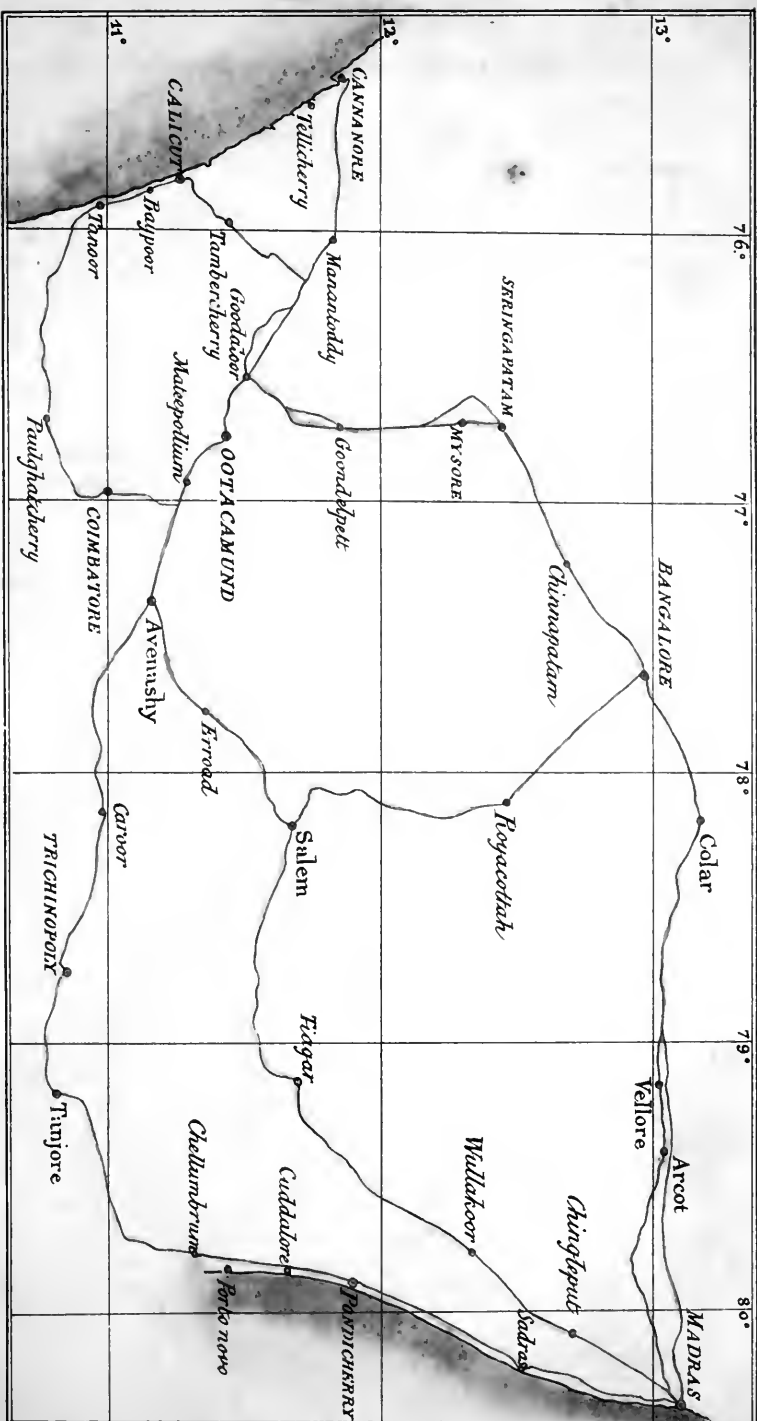 13°
12°
11°
76.°
77°
78°
79°
80°
CANNANORE
Tellicherry
CALICUT
Baypoor
Tanoor
Manantoddy
Tambercherry
Goodaloor
SERINGAPATAM
MYSORE
Goondelpett
OOTACAMUND
Mateepollium
COIMBATORE
Paulghatcherry
BANGALORE
Chinnapatam
Avenashy
Erroad
Colar
Royacottah
Salem
Caroor
TRICHINOPOLY
Vellore
Arcot
Tiagar
Tanjore
Wullakoor
Chingleput
MADRAS
Sadras
PONDICHERRY
Cuddalore
Porto novo
Chellumbrum